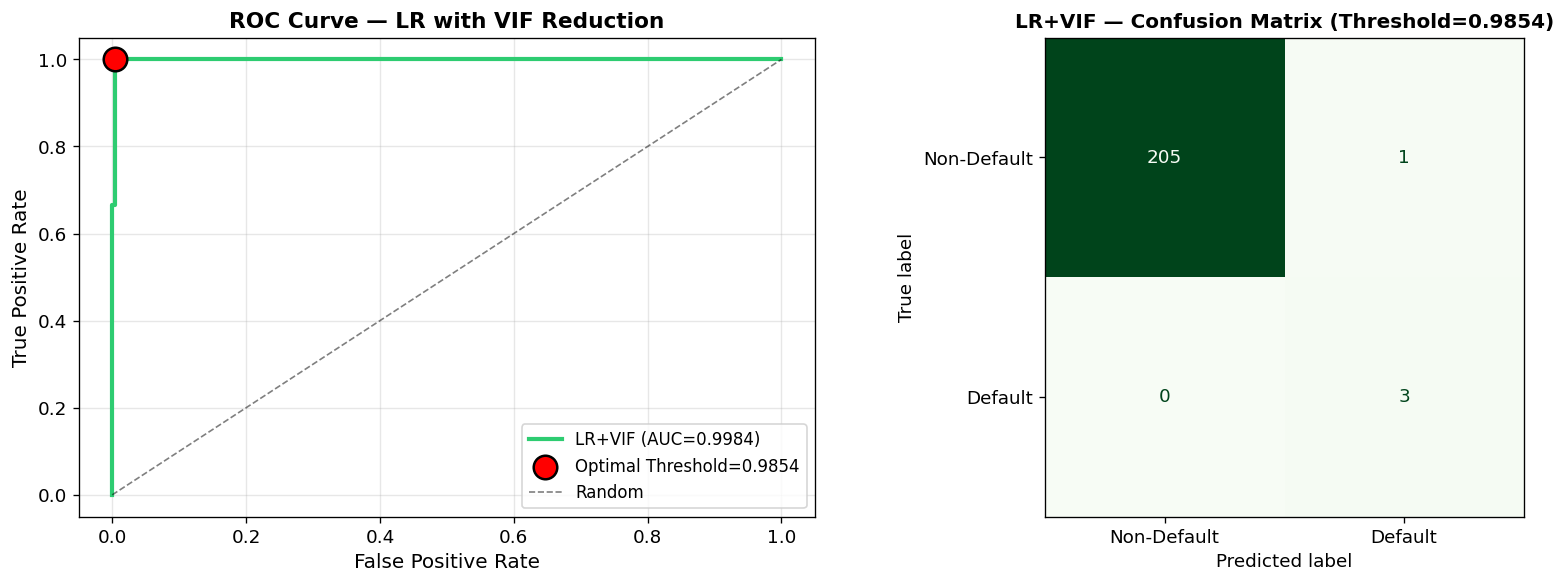 ROC Curve — LR with VIF Reduction
True Positive Rate
1.0
0.8
0.6
0.4
0.2
0.0
LR+VIF (AUC=0.9984)
Optimal Threshold=0.9854
Random
0.0 0.2 0.4 0.6 0.8 1.0
False Positive Rate
LR+VIF — Confusion Matrix (Threshold=0.9854)
True label
Non-Default 205 1
Default 0 3
Non-Default Default
Predicted label